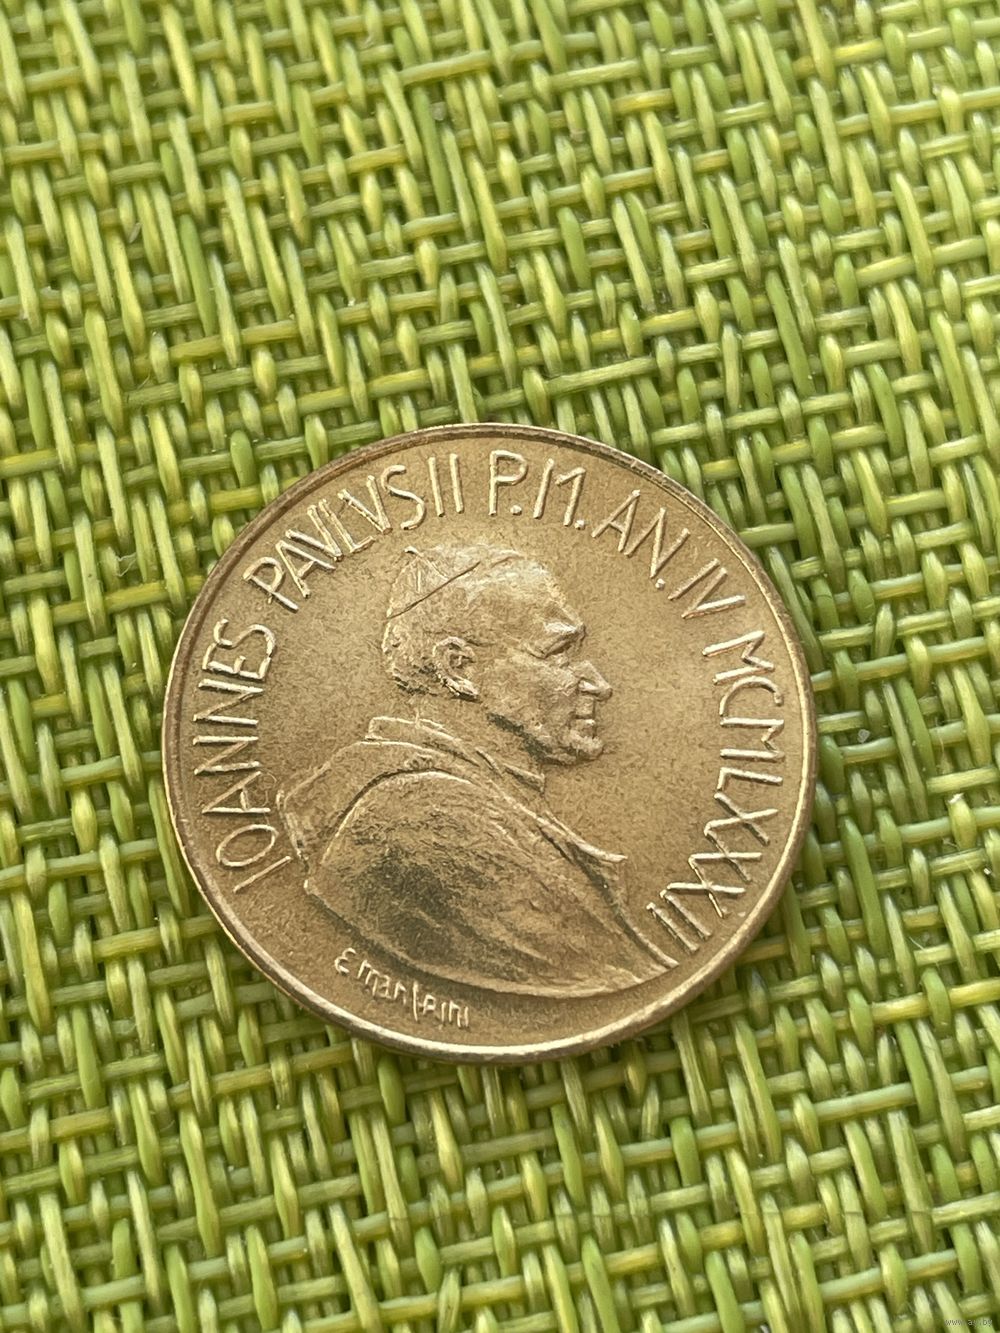 IOANNES PAVLVS II P.M. AN. IV MCMLXXXII
E. Manfrini